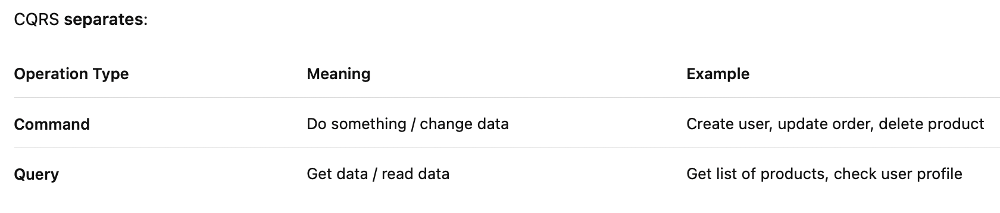 CQRS separates:
Operation Type Meaning Example
Command Do something / change data Create user, update order, delete product
Query Get data / read data Get list of products, check user profile